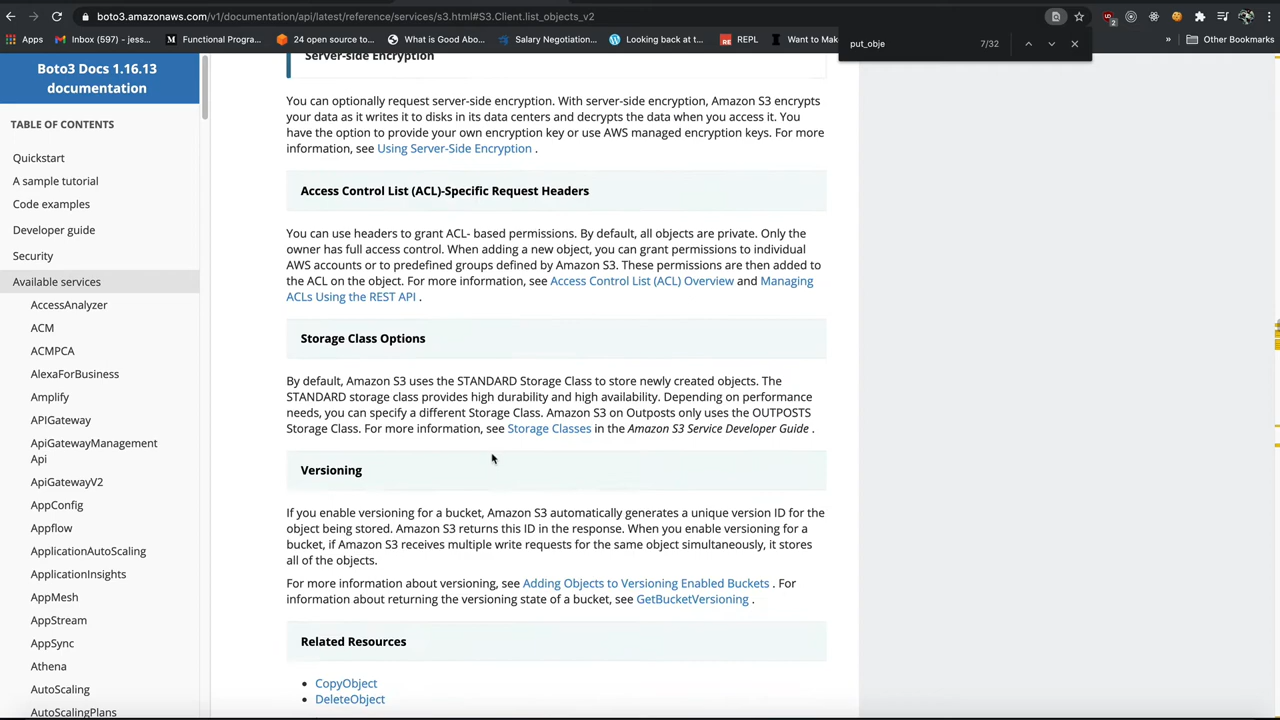 boto3.amazonaws.com/v1/documentation/api/latest/reference/services/s3.html#S3.Client.list_objects_v2
Apps
Inbox (597) - jess...
Functional Progr...
24 open source to...
What is Good Abo...
Salary Negotiation...
Looking back at t...
REPL
Want to Mak
»
Other Bookmarks
put_obje
7/32
Boto3 Docs 1.16.13
documentation
TABLE OF CONTENTS
Quickstart
A sample tutorial
Code examples
Developer guide
Security
Available services
AccessAnalyzer
ACM
ACMPCA
AlexaForBusiness
Amplify
APIGateway
ApiGatewayManagement
Api
ApiGatewayV2
AppConfig
Appflow
ApplicationAutoScaling
ApplicationInsights
AppMesh
AppStream
AppSync
Athena
AutoScaling
AutoScalingPlans
Server-side Encryption
You can optionally request server-side encryption. With server-side encryption, Amazon S3 encrypts
your data as it writes it to disks in its data centers and decrypts the data when you access it. You
have the option to provide your own encryption key or use AWS managed encryption keys. For more
information, see Using Server-Side Encryption .
Access Control List (ACL)-Specific Request Headers
You can use headers to grant ACL- based permissions. By default, all objects are private. Only the
owner has full access control. When adding a new object, you can grant permissions to individual
AWS accounts or to predefined groups defined by Amazon S3. These permissions are then added to
the ACL on the object. For more information, see Access Control List (ACL) Overview and Managing
ACLs Using the REST API .
Storage Class Options
By default, Amazon S3 uses the STANDARD Storage Class to store newly created objects. The
STANDARD storage class provides high durability and high availability. Depending on performance
needs, you can specify a different Storage Class. Amazon S3 on Outposts only uses the OUTPOSTS
Storage Class. For more information, see Storage Classes in the Amazon S3 Service Developer Guide .
Versioning
If you enable versioning for a bucket, Amazon S3 automatically generates a unique version ID for the
object being stored. Amazon S3 returns this ID in the response. When you enable versioning for a
bucket, if Amazon S3 receives multiple write requests for the same object simultaneously, it stores
all of the objects.
For more information about versioning, see Adding Objects to Versioning Enabled Buckets . For
information about returning the versioning state of a bucket, see GetBucketVersioning .
Related Resources
CopyObject
DeleteObject